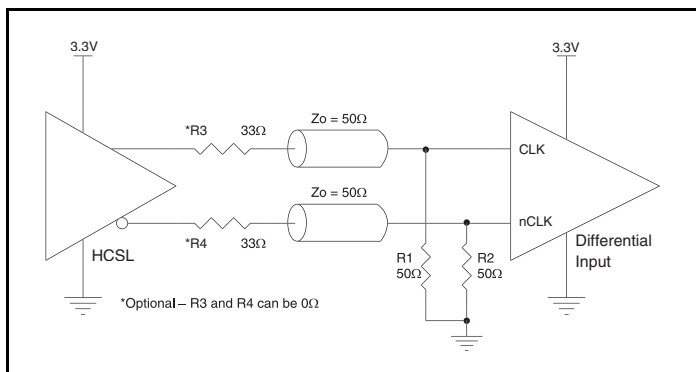 3.3V
3.3V
*R3 33Ω
Zo = 50Ω
CLK
Zo = 50Ω
nCLK
*R4 33Ω
HCSL
R1
50Ω
R2
50Ω
Differential
Input
*Optional – R3 and R4 can be 0Ω